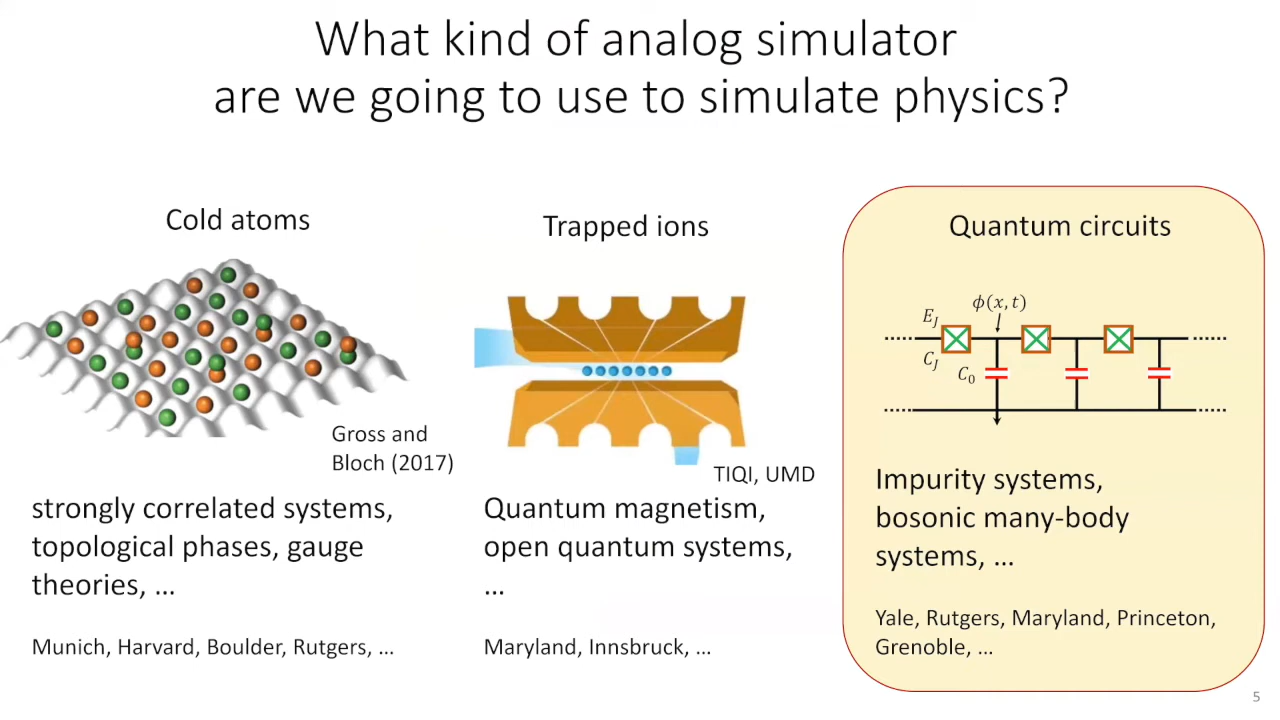 What kind of analog simulator
are we going to use to simulate physics?
Cold atoms
Gross and
Bloch (2017)
strongly correlated systems,
topological phases, gauge
theories, …
Munich, Harvard, Boulder, Rutgers, …
Trapped ions
TIQI, UMD
Quantum magnetism,
open quantum systems,
…
Maryland, Innsbruck, …
Quantum circuits
ϕ(x, t)
E_J
C_J
C_0
Impurity systems,
bosonic many-body
systems, …
Yale, Rutgers, Maryland, Princeton,
Grenoble, …
5